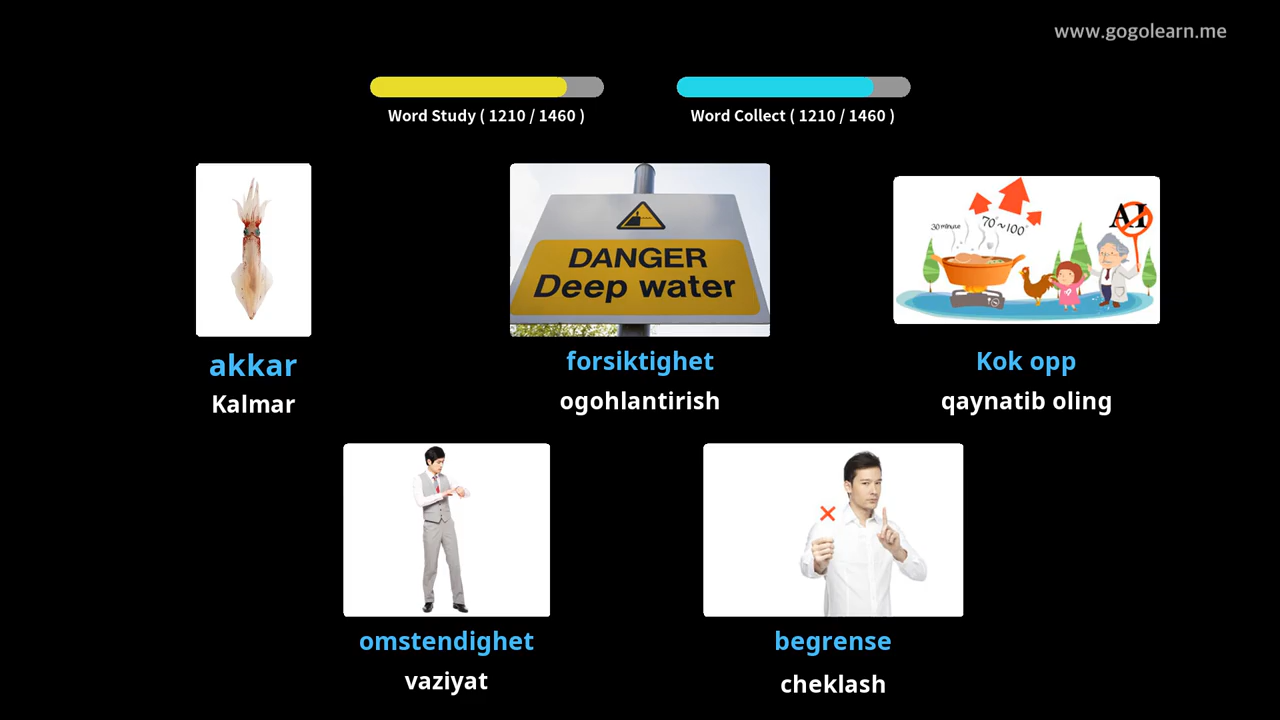 www.gogolearn.me
Word Study ( 1210 / 1460 )
Word Collect ( 1210 / 1460 )
DANGER
Deep water
30 minute
70°~100°
AI
akkar
Kalmar
forsiktighet
ogohlantirish
Kok opp
qaynatib oling
omstendighet
vaziyat
begrense
cheklash